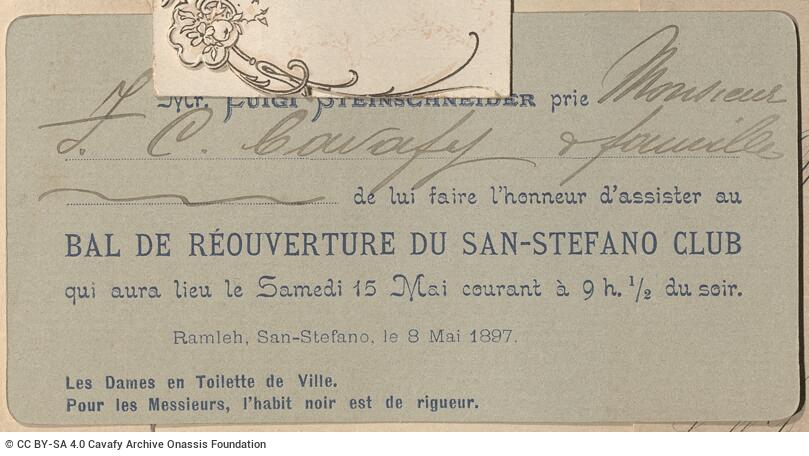 Mr. LUIGI STEINSCHNEIDER prie Monsieur
F. C. Cavafy & famille
de lui faire l'honneur d'assister au
BAL DE RÉOUVERTURE DU SAN-STEFANO CLUB
qui aura lieu le Samedi 15 Mai courant à 9 h. 1/2 du soir.
Ramleh, San-Stefano, le 8 Mai 1897.
Les Dames en Toilette de Ville.
Pour les Messieurs, l'habit noir est de rigueur.
© CC BY-SA 4.0 Cavafy Archive Onassis Foundation